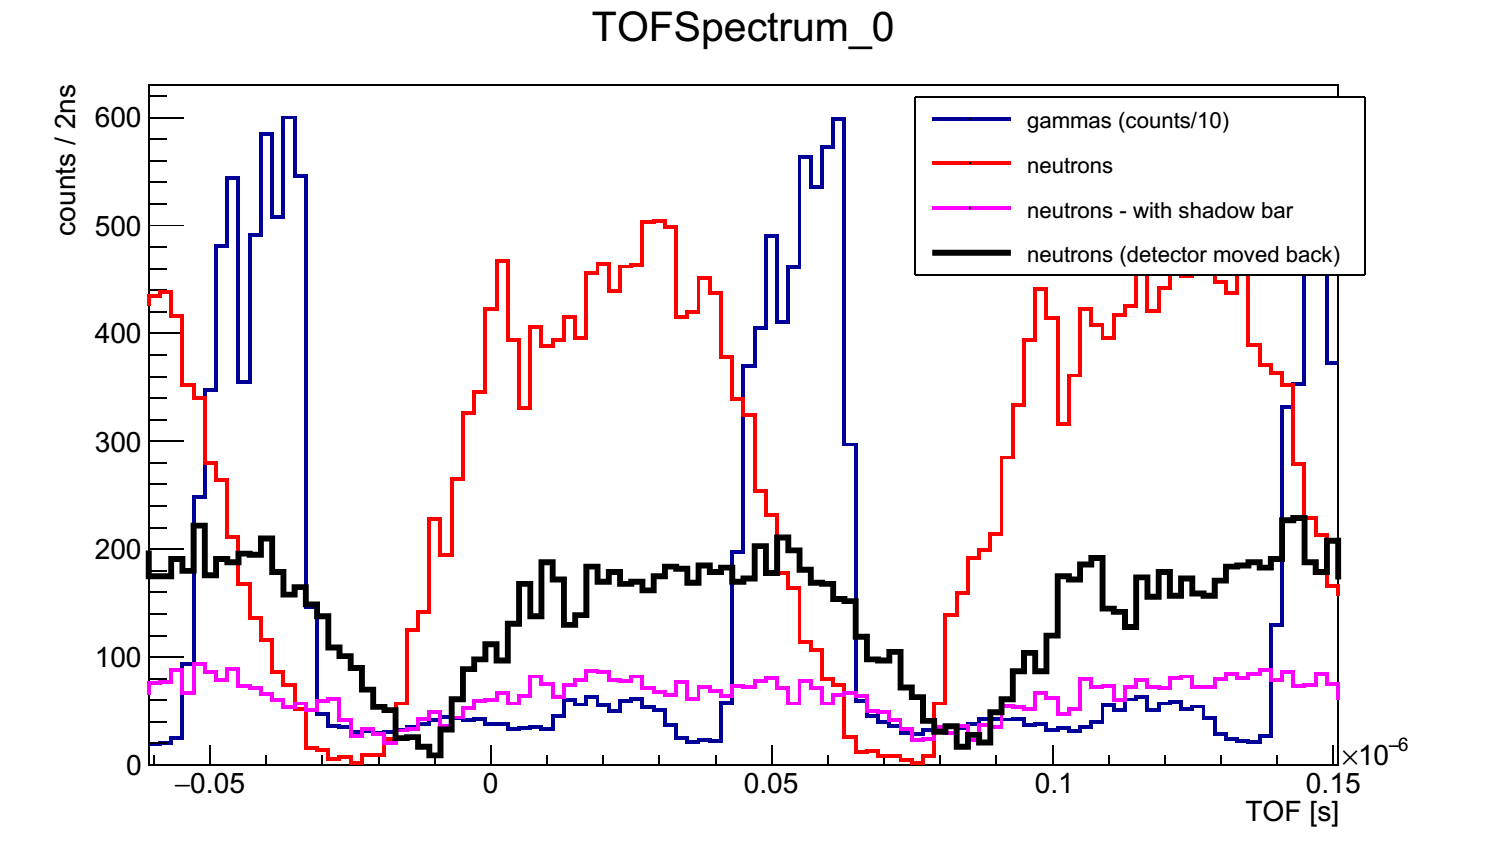 TOFSpectrum_0
counts / 2ns
600
500
400
300
200
100
0
gammas (counts/10)
neutrons
neutrons - with shadow bar
neutrons (detector moved back)
−0.05 0 0.05 0.1 0.15
×10⁻⁶
TOF [s]